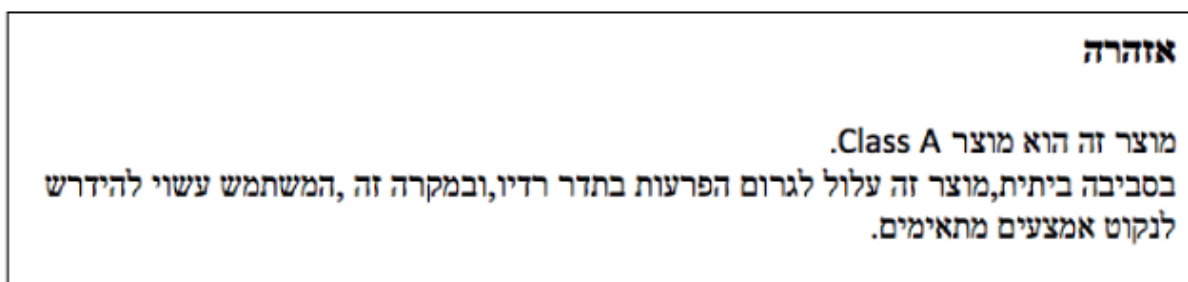 אזהרה
מוצר זה הוא מוצר Class A.
בסביבה ביתית,מוצר זה עלול לגרום הפרעות בתדר רדיו,ובמקרה זה ,המשתמש עשוי להידרש
לנקוט אמצעים מתאימים.